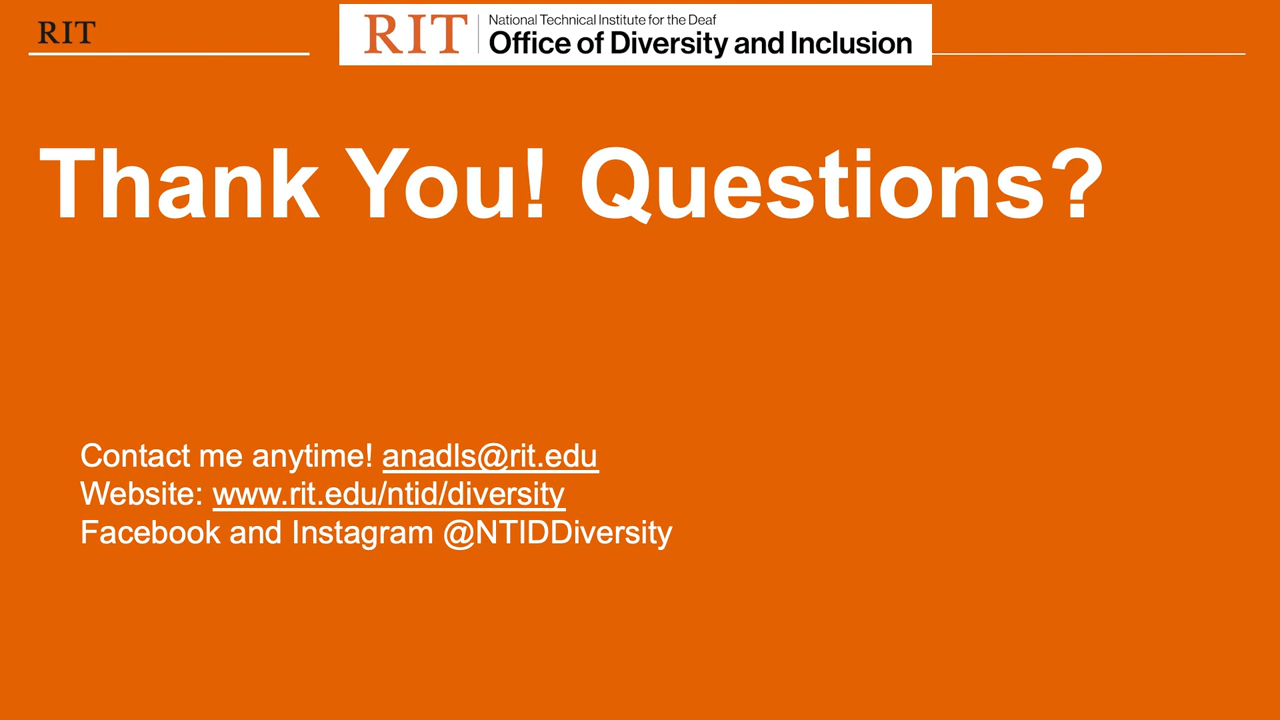 RIT
RIT
National Technical Institute for the Deaf
Office of Diversity and Inclusion
Thank You! Questions?
Contact me anytime! anadls@rit.edu
Website: www.rit.edu/ntid/diversity
Facebook and Instagram @NTIDDiversity